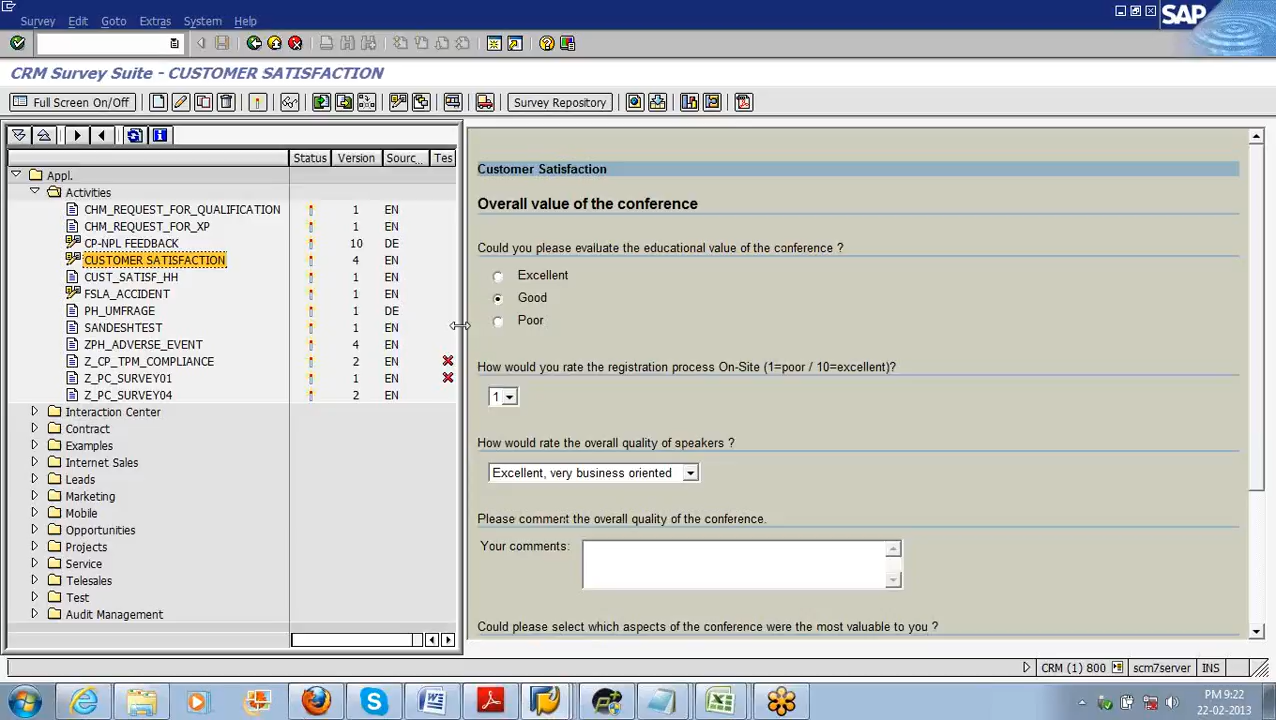 Survey Edit Goto Extras System Help
SAP
CRM Survey Suite - CUSTOMER SATISFACTION
Full Screen On/Off
Survey Repository
Status Version Sourc... Tes
Appl.
Activities
CHM_REQUEST_FOR_QUALIFICATION 1 EN
CHM_REQUEST_FOR_XP 1 EN
CP-NPL FEEDBACK 10 DE
CUSTOMER SATISFACTION 4 EN
CUST_SATISF_HH 1 EN
FSLA_ACCIDENT 1 EN
PH_UMFRAGE 1 DE
SANDESHTEST 1 EN
ZPH_ADVERSE_EVENT 4 EN
Z_CP_TPM_COMPLIANCE 2 EN
Z_PC_SURVEY01 1 EN
Z_PC_SURVEY04 2 EN
Interaction Center
Contract
Examples
Internet Sales
Leads
Marketing
Mobile
Opportunities
Projects
Service
Telesales
Test
Audit Management
Customer Satisfaction
Overall value of the conference
Could you please evaluate the educational value of the conference ?
Excellent
Good
Poor
How would you rate the registration process On-Site (1=poor / 10=excellent)?
1
How would rate the overall quality of speakers ?
Excellent, very business oriented
Please comment the overall quality of the conference.
Your comments:
Could please select which aspects of the conference were the most valuable to you ?
CRM (1) 800 scm7server INS
PM 9:22
22-02-2013